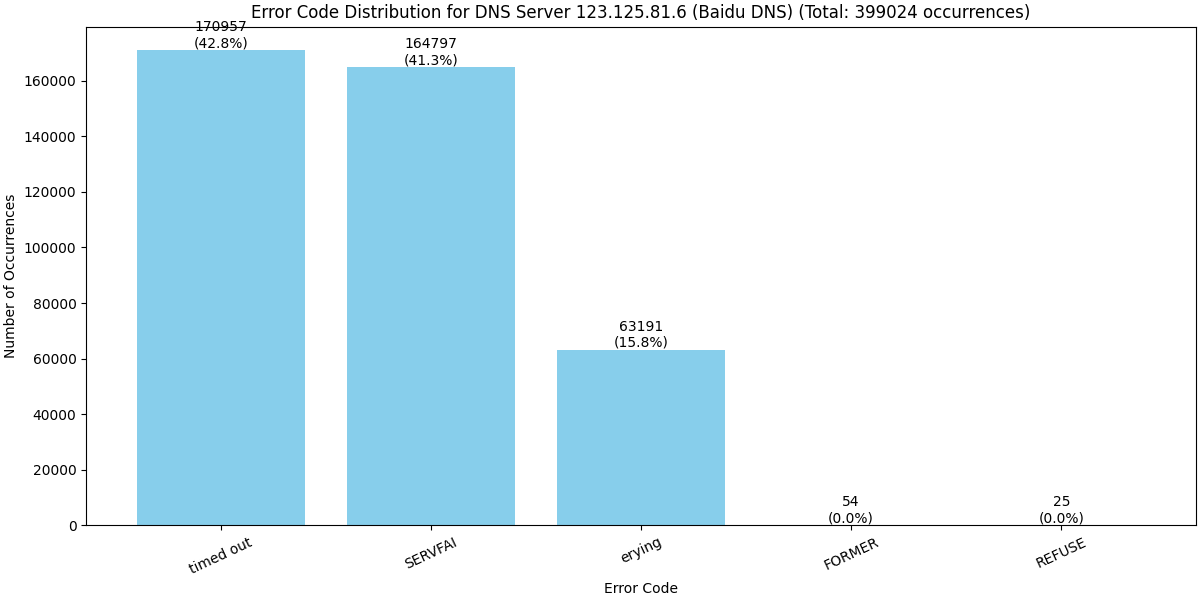 Error Code Distribution for DNS Server 123.125.81.6 (Baidu DNS) (Total: 399024 occurrences)
170957
(42.8%)
164797
(41.3%)
63191
(15.8%)
54
(0.0%)
25
(0.0%)
Number of Occurrences
160000
140000
120000
100000
80000
60000
40000
20000
0
timed out
SERVFAI
erying
FORMER
REFUSE
Error Code